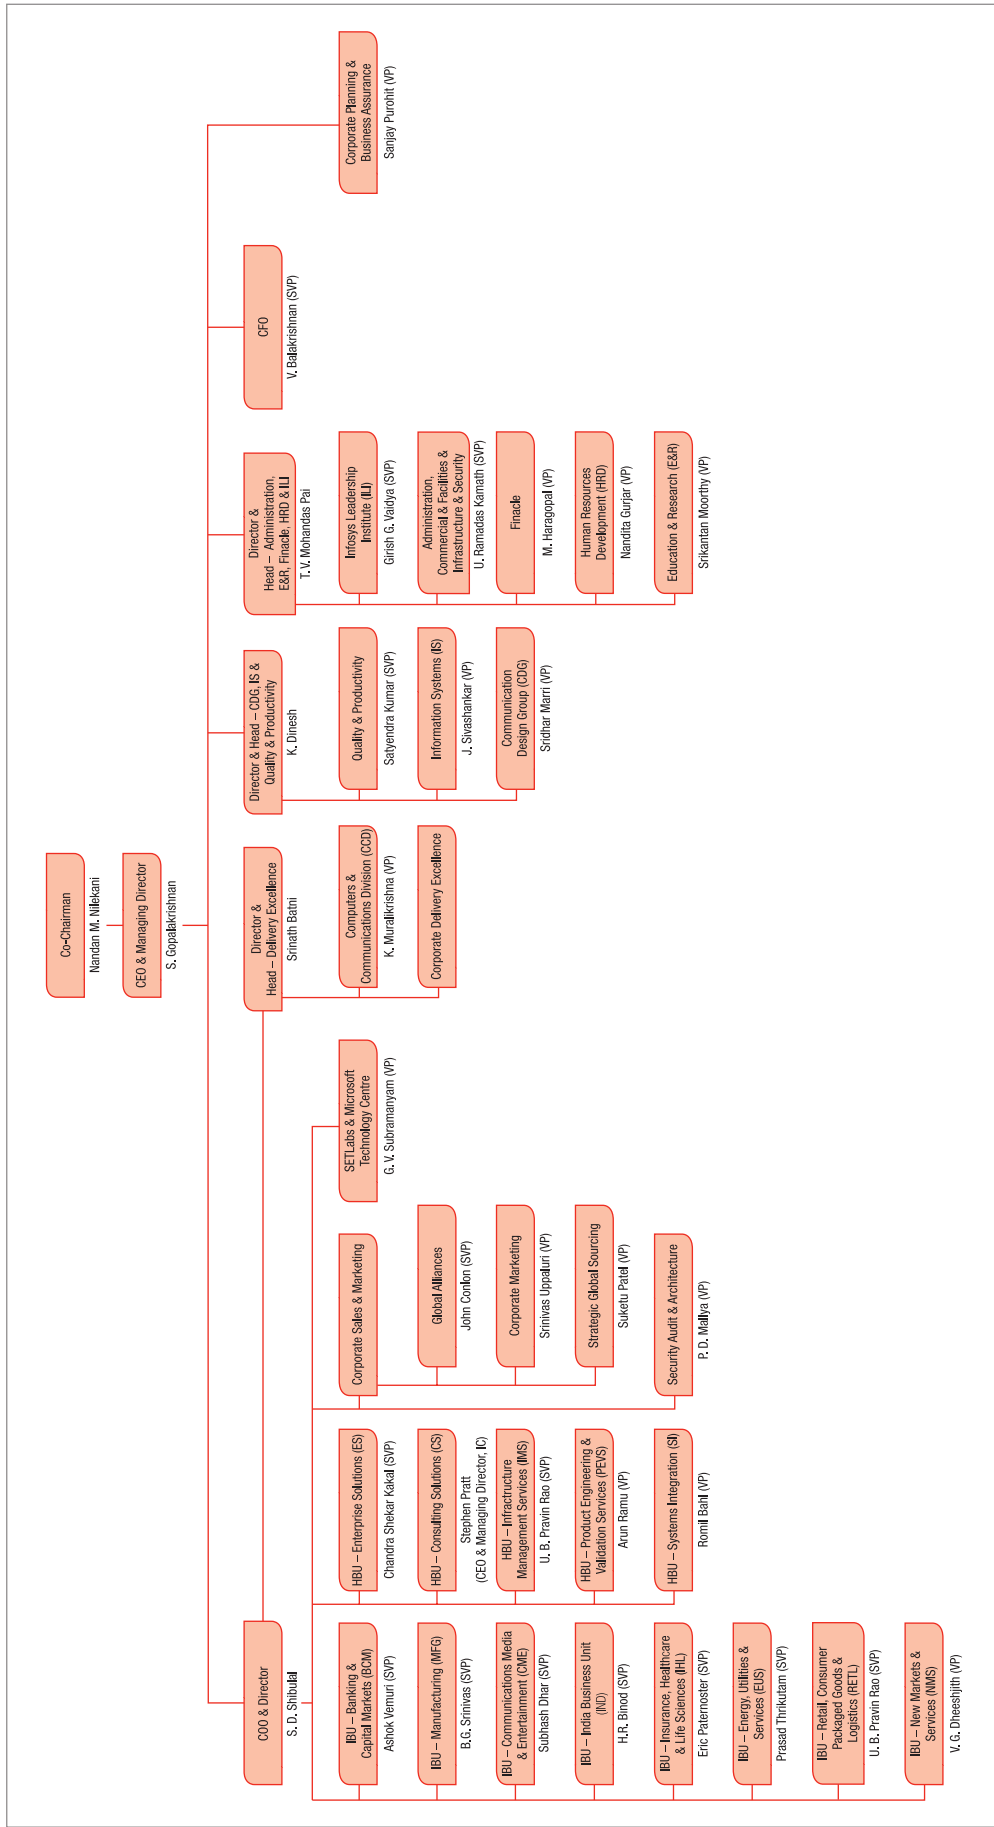 Co-Chairman
Nandan M. Nilekani
CEO & Managing Director
S. Gopalakrishnan
COO & Director
S. D. Shibulal
Director &
Head – Delivery Excellence
Srinath Batni
Director & Head – CDG, IS &
Quality & Productivity
K. Dinesh
Director &
Head – Administration,
E&R, Finacle, HRD & ILI
T. V. Mohandas Pai
CFO
V. Balakrishnan (SVP)
Corporate Planning &
Business Assurance
Sanjay Purohit (VP)
IBU – Banking &
Capital Markets (BCM)
Ashok Vemuri (SVP)
IBU – Manufacturing (MFG)
B.G. Srinivas (SVP)
IBU – Communications Media
& Entertainment (CME)
Subhash Dhar (SVP)
IBU – India Business Unit
(IND)
H.R. Binod (SVP)
IBU – Insurance, Healthcare
& Life Sciences (IHL)
Eric Paternoster (SVP)
IBU – Energy, Utilities &
Services (EUS)
Prasad Thrikutam (SVP)
IBU – Retail, Consumer
Packaged Goods &
Logistics (RETL)
U. B. Pravin Rao (SVP)
IBU – New Markets &
Services (NMS)
V. G. Dheeshjith (VP)
HBU – Enterprise Solutions (ES)
Chandra Shekar Kakal (SVP)
HBU – Consulting Solutions (CS)
Stephen Pratt
(CEO & Managing Director, IC)
HBU – Infractructure
Management Services (IMS)
U. B. Pravin Rao (SVP)
HBU – Product Engineering &
Validation Services (PEVS)
Arun Ramu (VP)
HBU – Systems Integration (SI)
Romil Bahl (VP)
Corporate Sales & Marketing
Global Alliances
John Conlon (SVP)
Corporate Marketing
Srinivas Uppaluri (VP)
Strategic Global Sourcing
Suketu Patel (VP)
Security Audit & Architecture
P. D. Mallya (VP)
SETLabs & Microsoft
Technology Centre
G. V. Subramanyam (VP)
Computers &
Communications Division (CCD)
K. Muralikrishna (VP)
Corporate Delivery Excellence
Quality & Productivity
Satyendra Kumar (SVP)
Information Systems (IS)
J. Sivashankar (VP)
Communication
Design Group (CDG)
Sridhar Marri (VP)
Infosys Leadership
Institute (ILI)
Girish G. Vaidya (SVP)
Administration,
Commercial & Facilities &
Infrastructure & Security
U. Ramadas Kamath (SVP)
Finacle
M. Haragopal (VP)
Human Resources
Development (HRD)
Nandita Gurjar (VP)
Education & Research (E&R)
Srikantan Moorthy (VP)